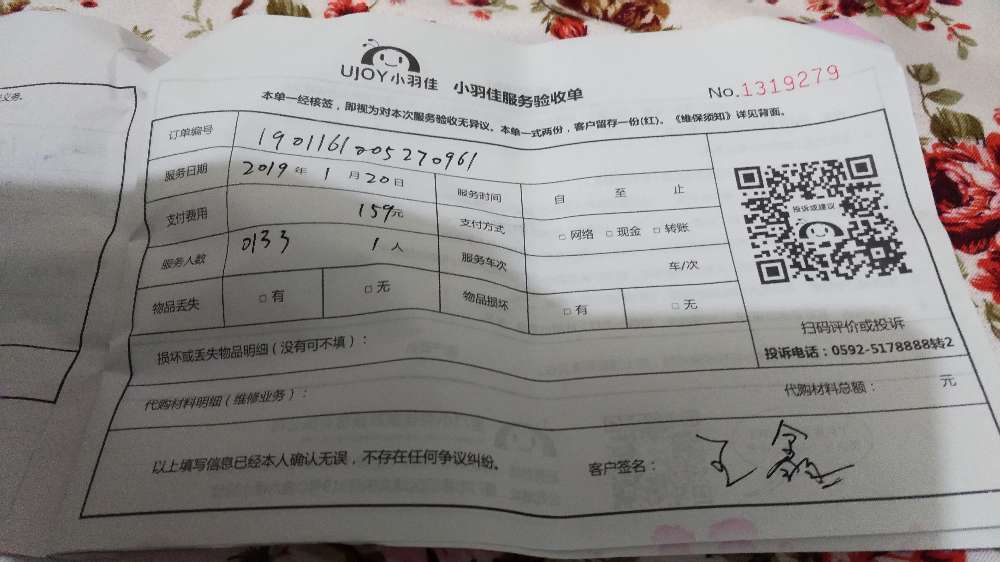 义务。
UJOY小羽佳 小羽佳服务验收单
No.1319279
本单一经核签，即视为对本次服务验收无异议。本单一式两份，客户留存一份(红)。《维保须知》详见背面。
订单编号 1901161005270961
服务日期 2019年1月20日 服务时间 自 至 止
支付费用 159元 支付方式 □网络 □现金 □转账
服务人数 0133 1人 服务车次 车/次
物品丢失 □有 □无 物品损坏 □有 □无
投诉或建议
扫码评价或投诉
投诉电话：0592-5178888转2
损坏或丢失物品明细（没有可不填）：
代购材料明细（维修业务）： 代购材料总额： 元
以上填写信息已经本人确认无误，不存在任何争议纠纷。 客户签名：